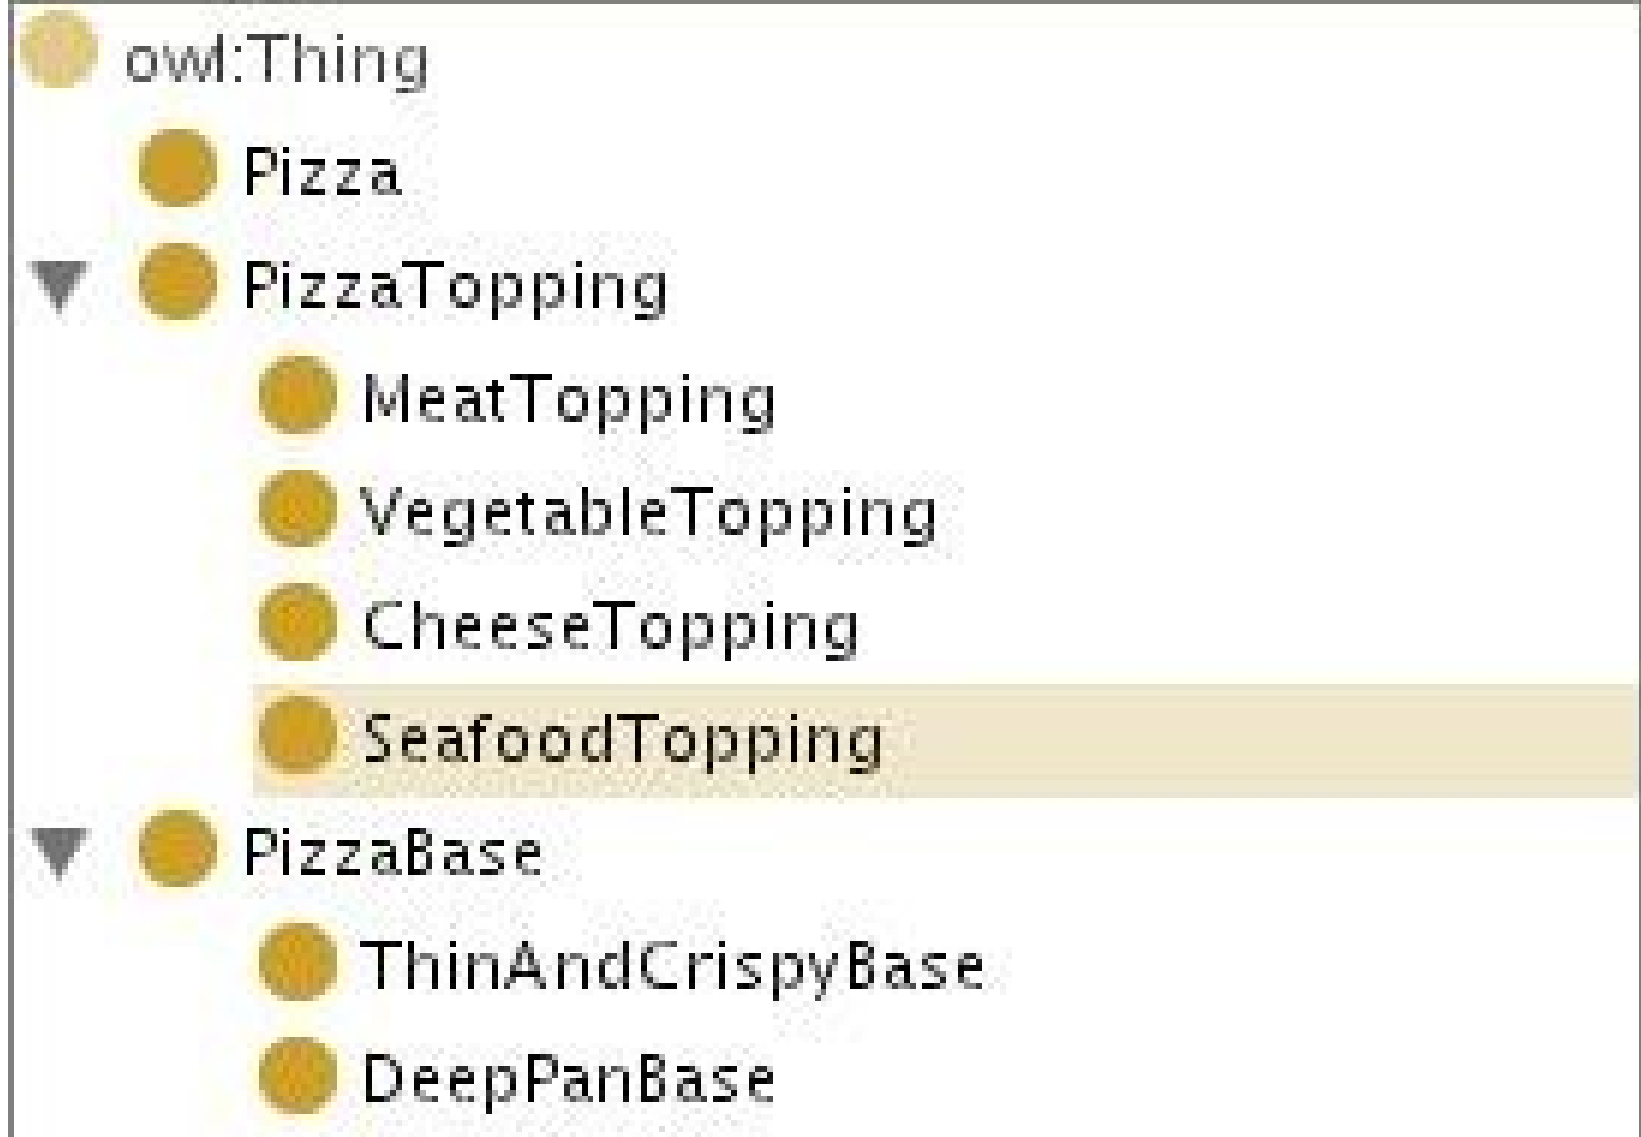 owl:Thing
Pizza
PizzaTopping
MeatTopping
VegetableTopping
CheeseTopping
SeafoodTopping
PizzaBase
ThinAndCrispyBase
DeepPanBase